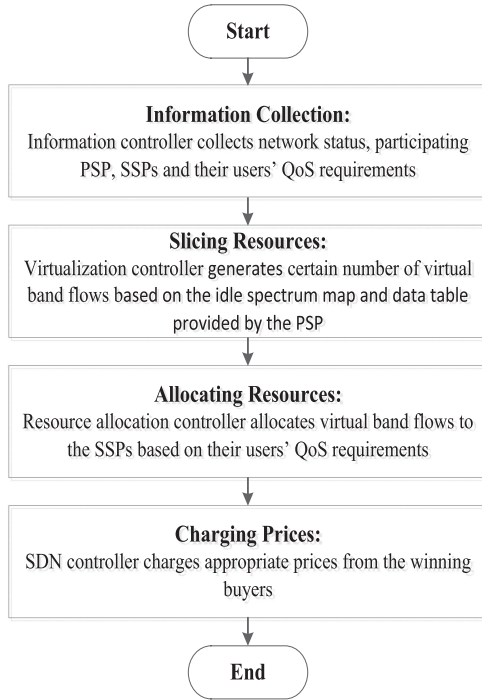 Start
Information Collection:
Information controller collects network status, participating
PSP, SSPs and their users' QoS requirements
Slicing Resources:
Virtualization controller generates certain number of virtual
band flows based on the idle spectrum map and data table
provided by the PSP
Allocating Resources:
Resource allocation controller allocates virtual band flows to
the SSPs based on their users' QoS requirements
Charging Prices:
SDN controller charges appropriate prices from the winning
buyers
End